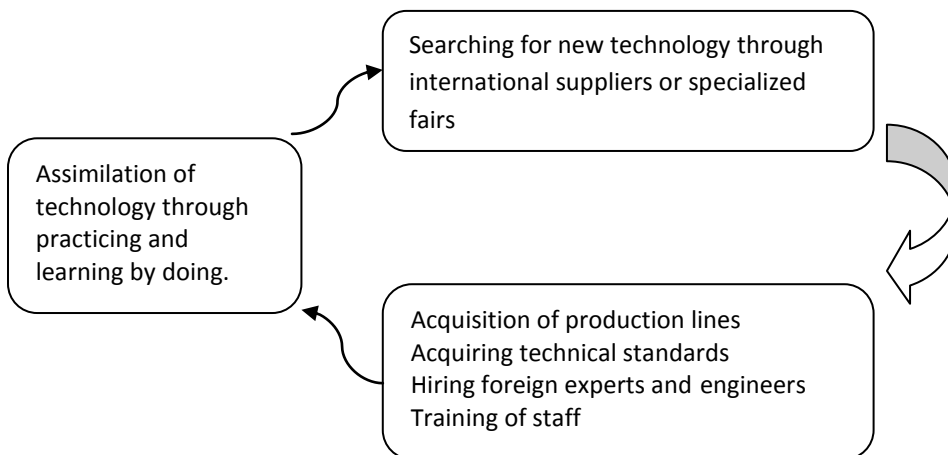 Searching for new technology through
international suppliers or specialized
fairs
Assimilation of
technology through
practicing and
learning by doing.
Acquisition of production lines
Acquiring technical standards
Hiring foreign experts and engineers
Training of staff